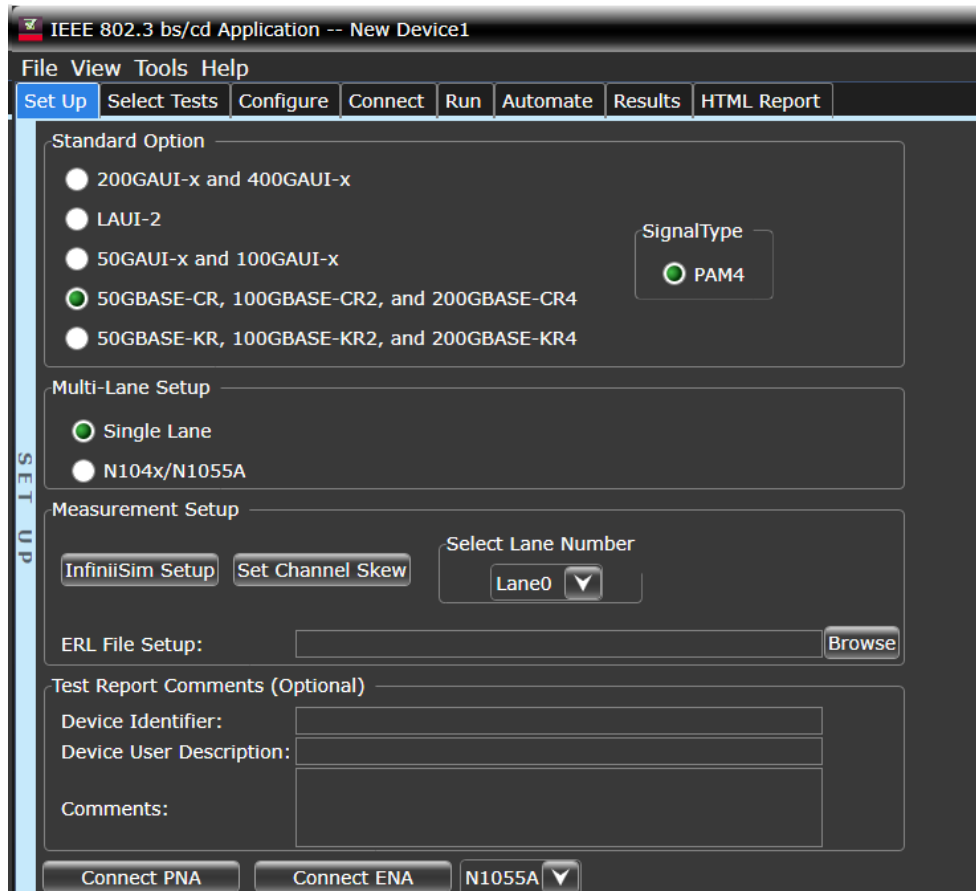 IEEE 802.3 bs/cd Application -- New Device1
File View Tools Help
Set Up Select Tests Configure Connect Run Automate Results HTML Report
SET UP
Standard Option
200GAUI-x and 400GAUI-x
LAUI-2
50GAUI-x and 100GAUI-x
50GBASE-CR, 100GBASE-CR2, and 200GBASE-CR4
50GBASE-KR, 100GBASE-KR2, and 200GBASE-KR4
SignalType
PAM4
Multi-Lane Setup
Single Lane
N104x/N1055A
Measurement Setup
InfiniiSim Setup Set Channel Skew
Select Lane Number
Lane0
ERL File Setup: Browse
Test Report Comments (Optional)
Device Identifier:
Device User Description:
Comments:
Connect PNA Connect ENA N1055A